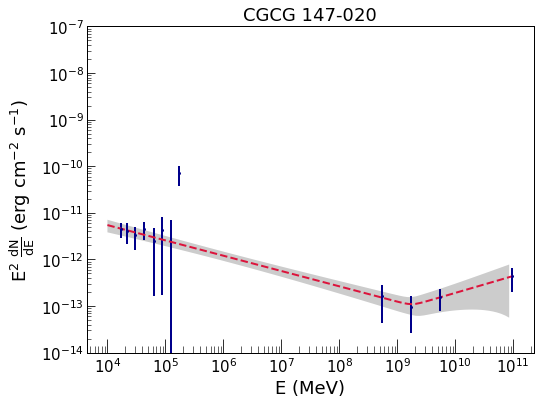 CGCG 147-020
E² dN/dE (erg cm⁻² s⁻¹)
10⁻⁷
10⁻⁸
10⁻⁹
10⁻¹⁰
10⁻¹¹
10⁻¹²
10⁻¹³
10⁻¹⁴
10⁴ 10⁵ 10⁶ 10⁷ 10⁸ 10⁹ 10¹⁰ 10¹¹
E (MeV)